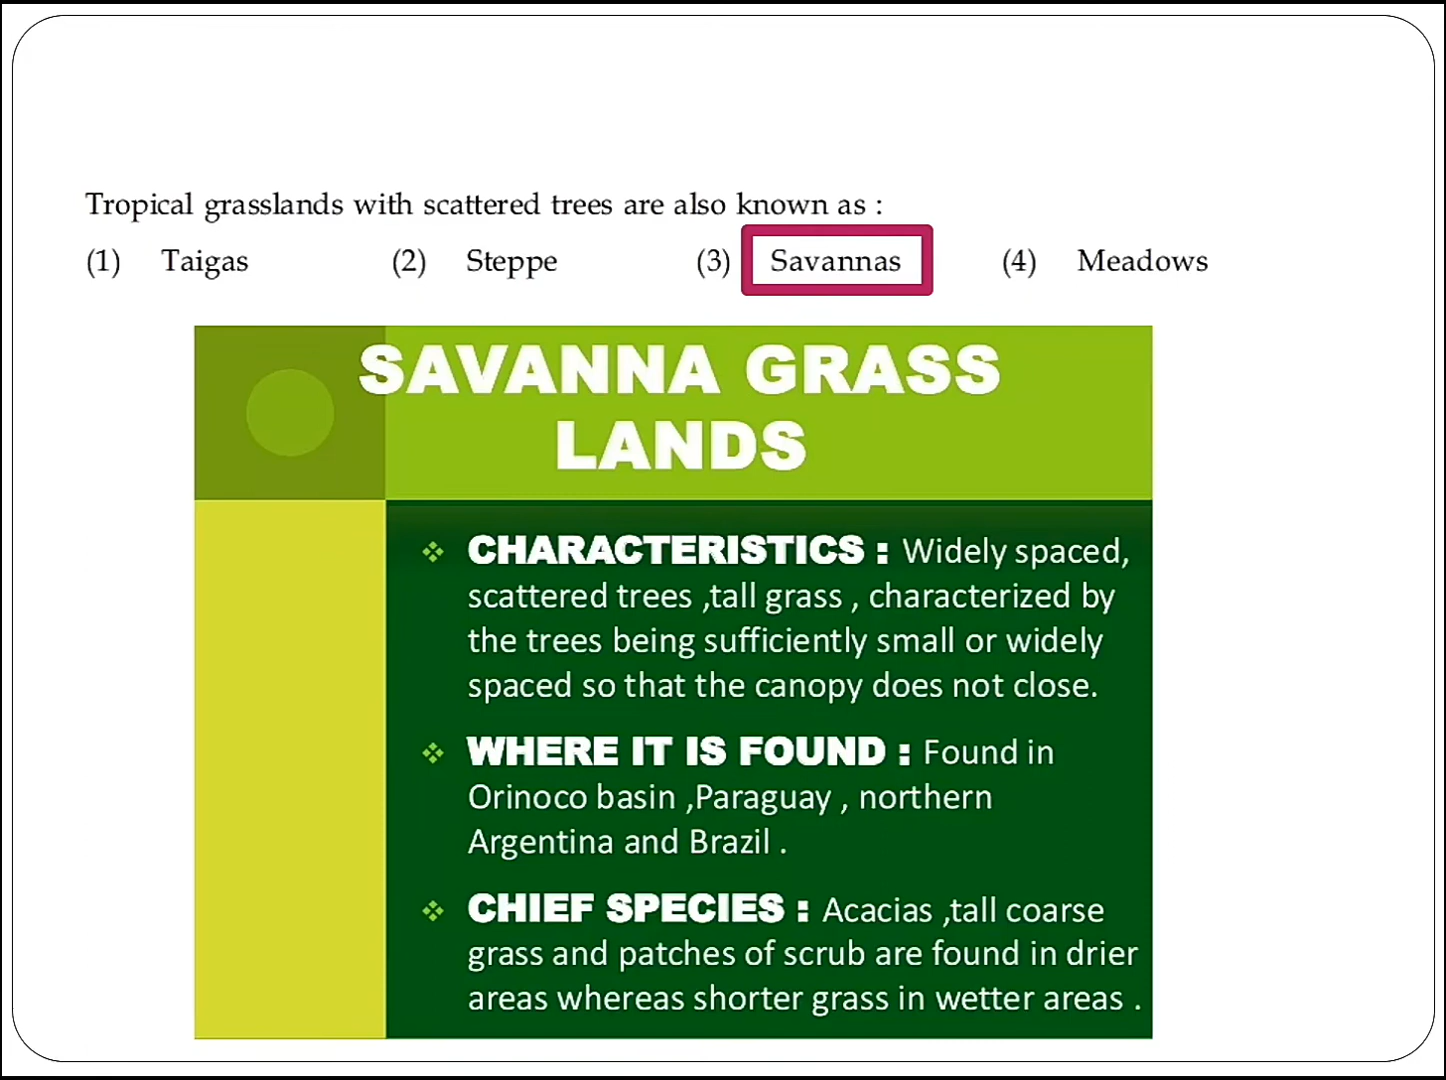 Tropical grasslands with scattered trees are also known as :
(1) Taigas (2) Steppe (3) Savannas (4) Meadows
SAVANNA GRASS
LANDS
❖ CHARACTERISTICS : Widely spaced,
scattered trees ,tall grass , characterized by
the trees being sufficiently small or widely
spaced so that the canopy does not close.
❖ WHERE IT IS FOUND : Found in
Orinoco basin ,Paraguay , northern
Argentina and Brazil .
❖ CHIEF SPECIES : Acacias ,tall coarse
grass and patches of scrub are found in drier
areas whereas shorter grass in wetter areas .